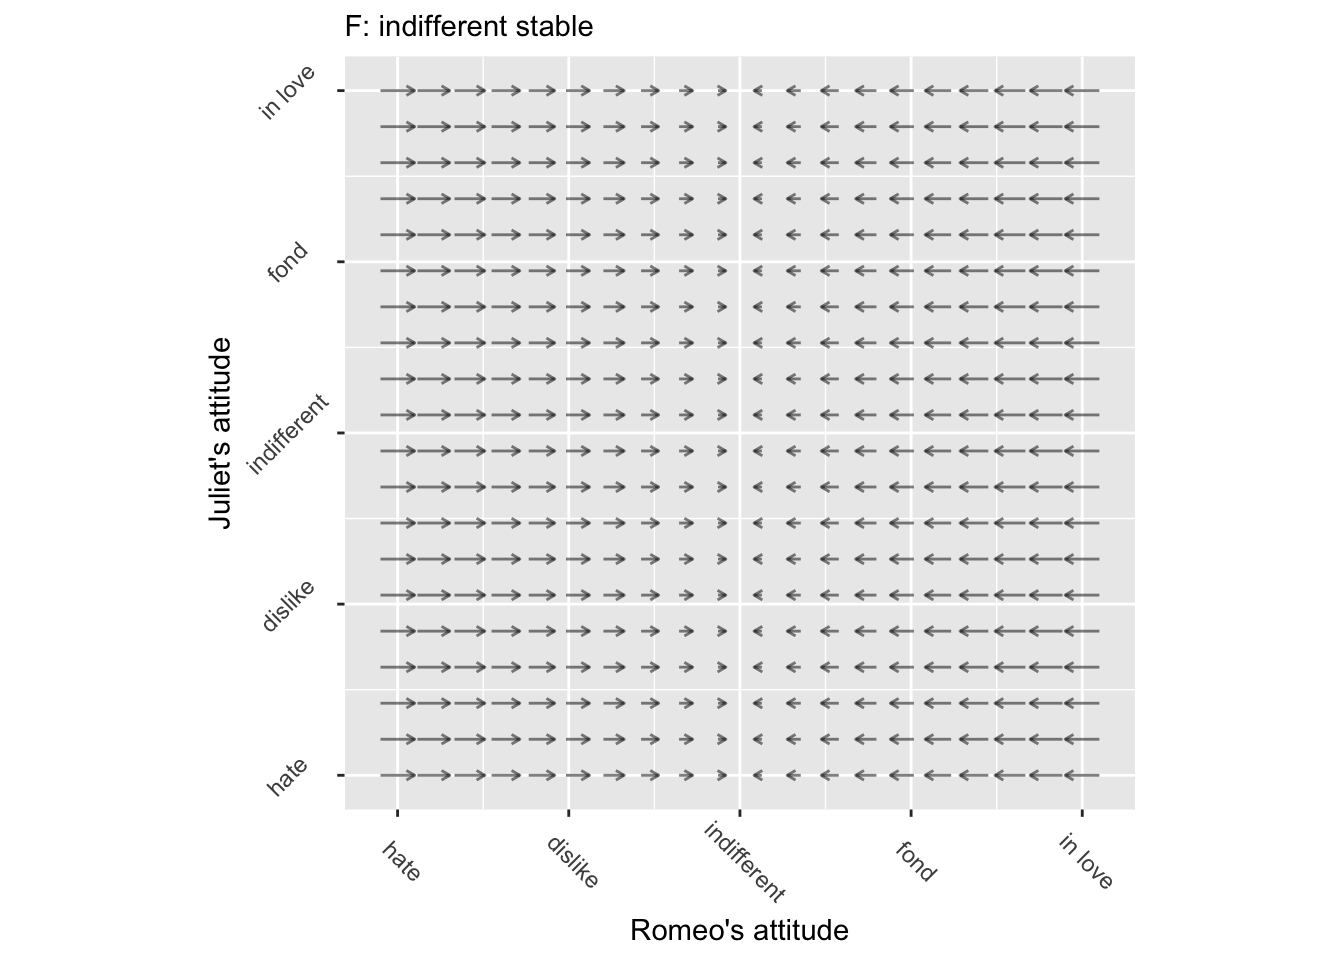 F: indifferent stable
in love
fond
indifferent
dislike
hate
Juliet's attitude
hate
dislike
indifferent
fond
in love
Romeo's attitude